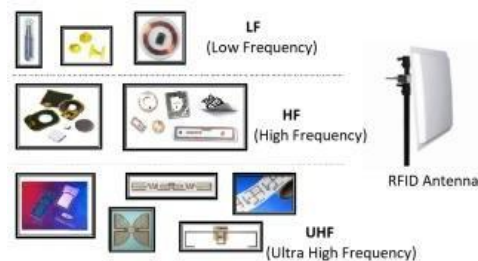 LF
(Low Frequency)
HF
(High Frequency)
RFID Antenna
UHF
(Ultra High Frequency)